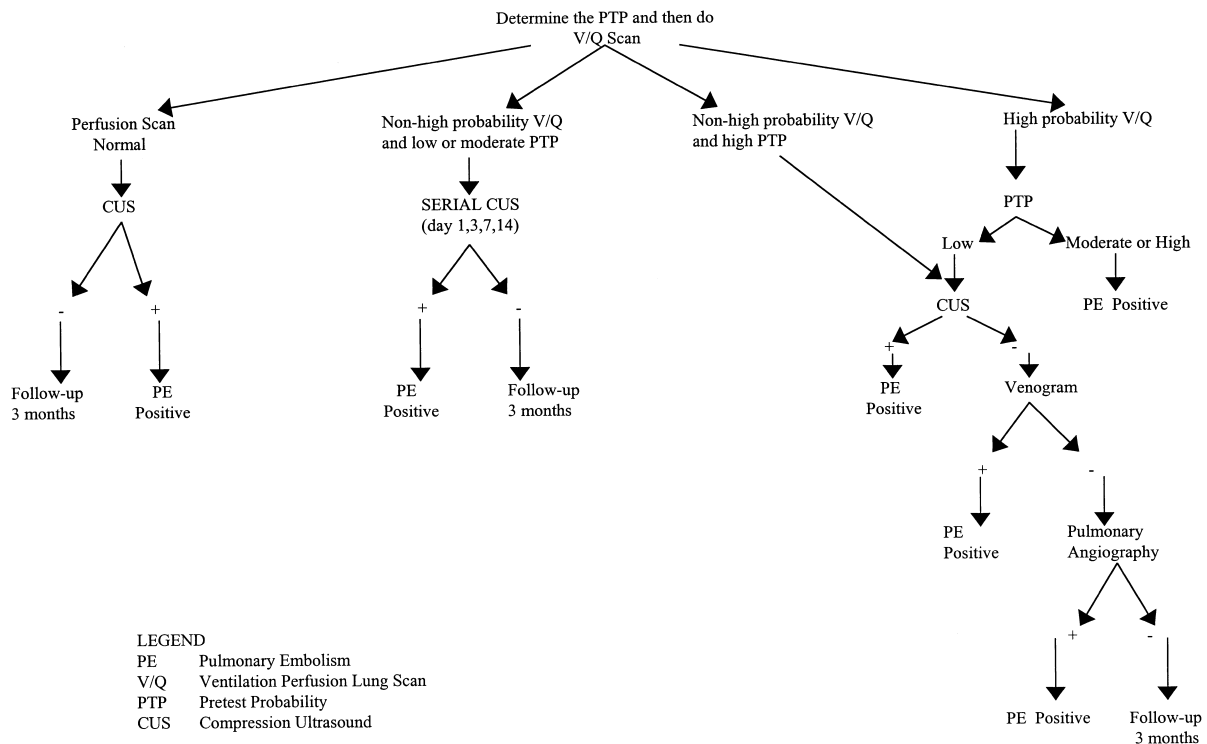 Determine the PTP and then do
V/Q Scan
Perfusion Scan
Normal
Non-high probability V/Q
and low or moderate PTP
Non-high probability V/Q
and high PTP
High probability V/Q
CUS
SERIAL CUS
(day 1,3,7,14)
PTP
Low
Moderate or High
CUS
PE Positive
-
+
+
-
+
-
Follow-up
3 months
PE
Positive
PE
Positive
Follow-up
3 months
PE
Positive
Venogram
+
-
PE
Positive
Pulmonary
Angiography
+
-
PE Positive
Follow-up
3 months
LEGEND
PE Pulmonary Embolism
V/Q Ventilation Perfusion Lung Scan
PTP Pretest Probability
CUS Compression Ultrasound